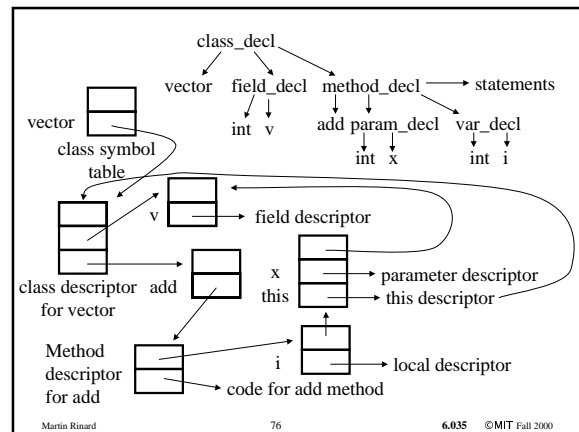 class_decl
vector field_decl method_decl statements
int v add param_decl var_decl
int x int i
vector
class symbol
table
v
field descriptor
class descriptor
for vector
add
x
this
parameter descriptor
this descriptor
Method
descriptor
for add
i
local descriptor
code for add method
Martin Rinard 76 6.035 ©MIT Fall 2000